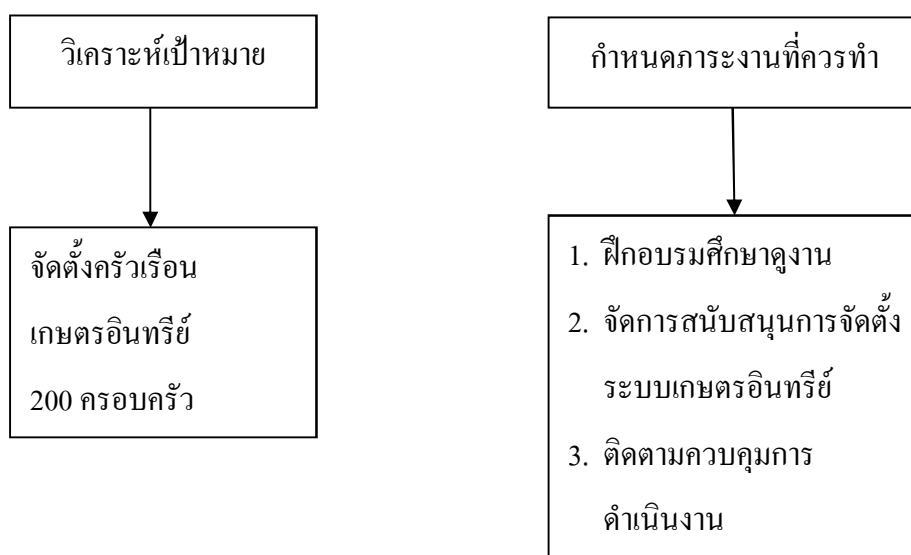 วิเคราะห์เป้าหมาย
จัดตั้งครัวเรือน
เกษตรอินทรีย์
200 ครอบครัว
กำหนดภาระงานที่ควรทำ
1. ฝึกอบรมศึกษาดูงาน
2. จัดการสนับสนุนการจัดตั้ง
ระบบเกษตรอินทรีย์
3. ติดตามควบคุมการ
ดำเนินงาน